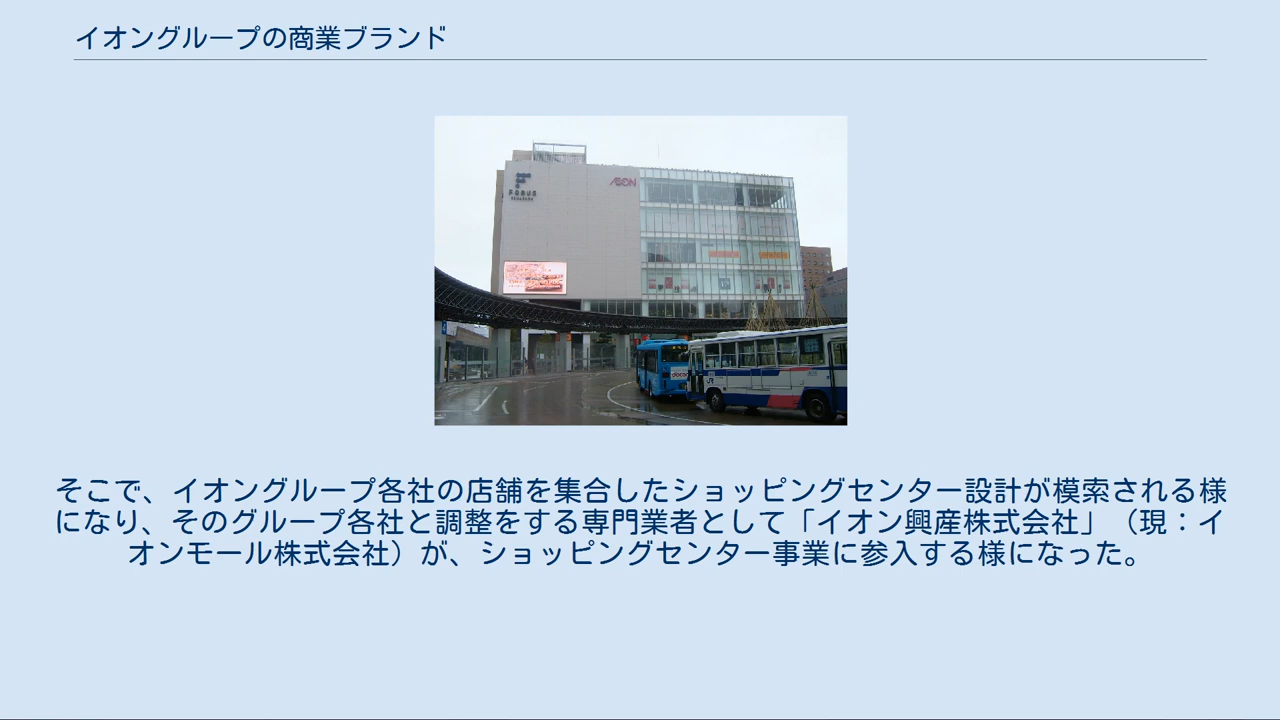 イオングループの商業ブランド
FORUS
AEON
JR
そこで、イオングループ各社の店舗を集合したショッピングセンター設計が模索される様
になり、そのグループ各社と調整をする専門業者として「イオン興産株式会社」（現：イ
オンモール株式会社）が、ショッピングセンター事業に参入する様になった。